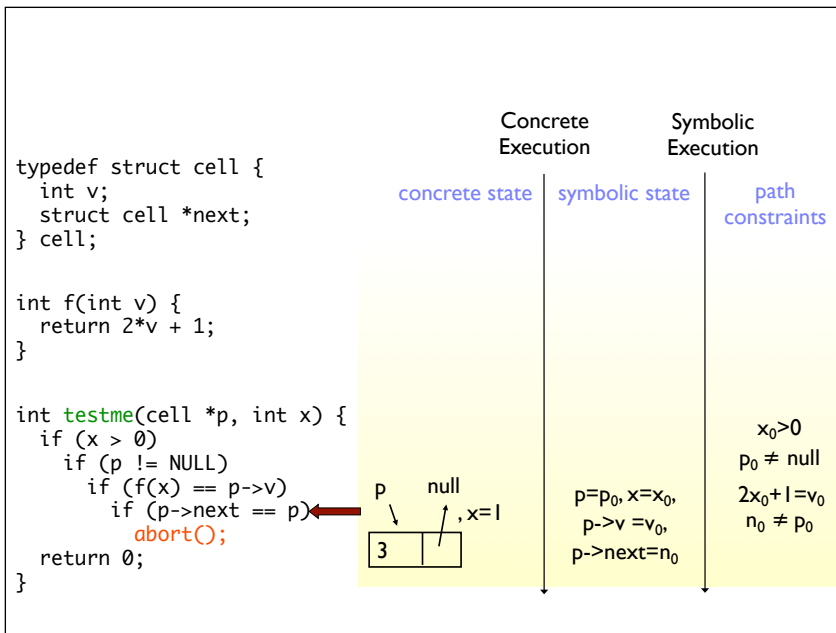 Concrete
Execution
Symbolic
Execution
typedef struct cell {
int v;
struct cell *next;
} cell;
concrete state
symbolic state
path
constraints
int f(int v) {
return 2*v + 1;
}
int testme(cell *p, int x) {
if (x > 0)
if (p != NULL)
if (f(x) == p->v)
if (p->next == p)
abort();
return 0;
}
p
null
, x=1
3
p=p₀, x=x₀,
p->v =v₀,
p->next=n₀
x₀>0
p₀ ≠ null
2x₀+1=v₀
n₀ ≠ p₀